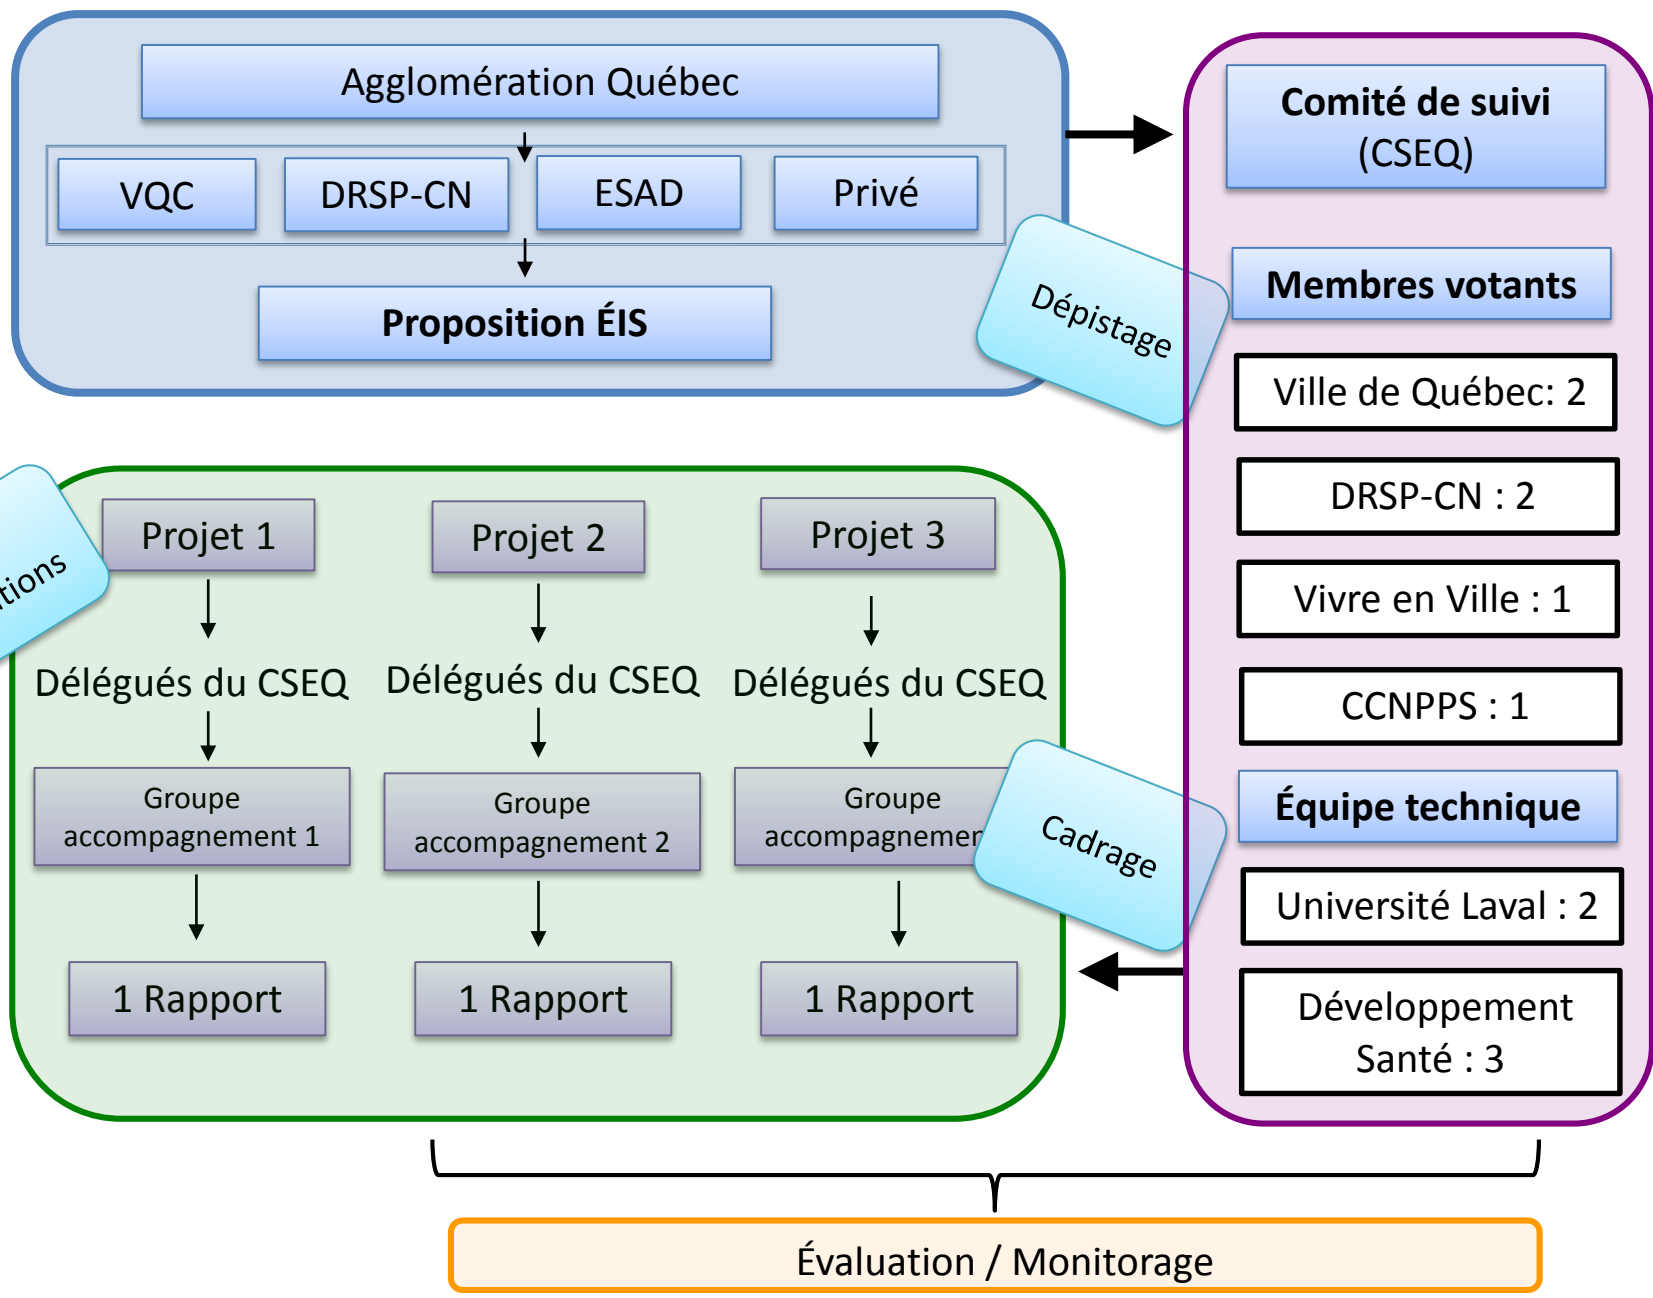 Agglomération Québec
VQC
DRSP-CN
ESAD
Privé
Proposition ÉIS
Dépistage
Comité de suivi
(CSEQ)
Membres votants
Ville de Québec: 2
DRSP-CN : 2
Vivre en Ville : 1
CCNPPS : 1
Équipe technique
Université Laval : 2
Développement
Santé : 3
Projet 1
Projet 2
Projet 3
Délégués du CSEQ
Délégués du CSEQ
Délégués du CSEQ
Groupe
accompagnement 1
Groupe
accompagnement 2
Groupe
accompagnement
Cadrage
1 Rapport
1 Rapport
1 Rapport
Évaluation / Monitorage